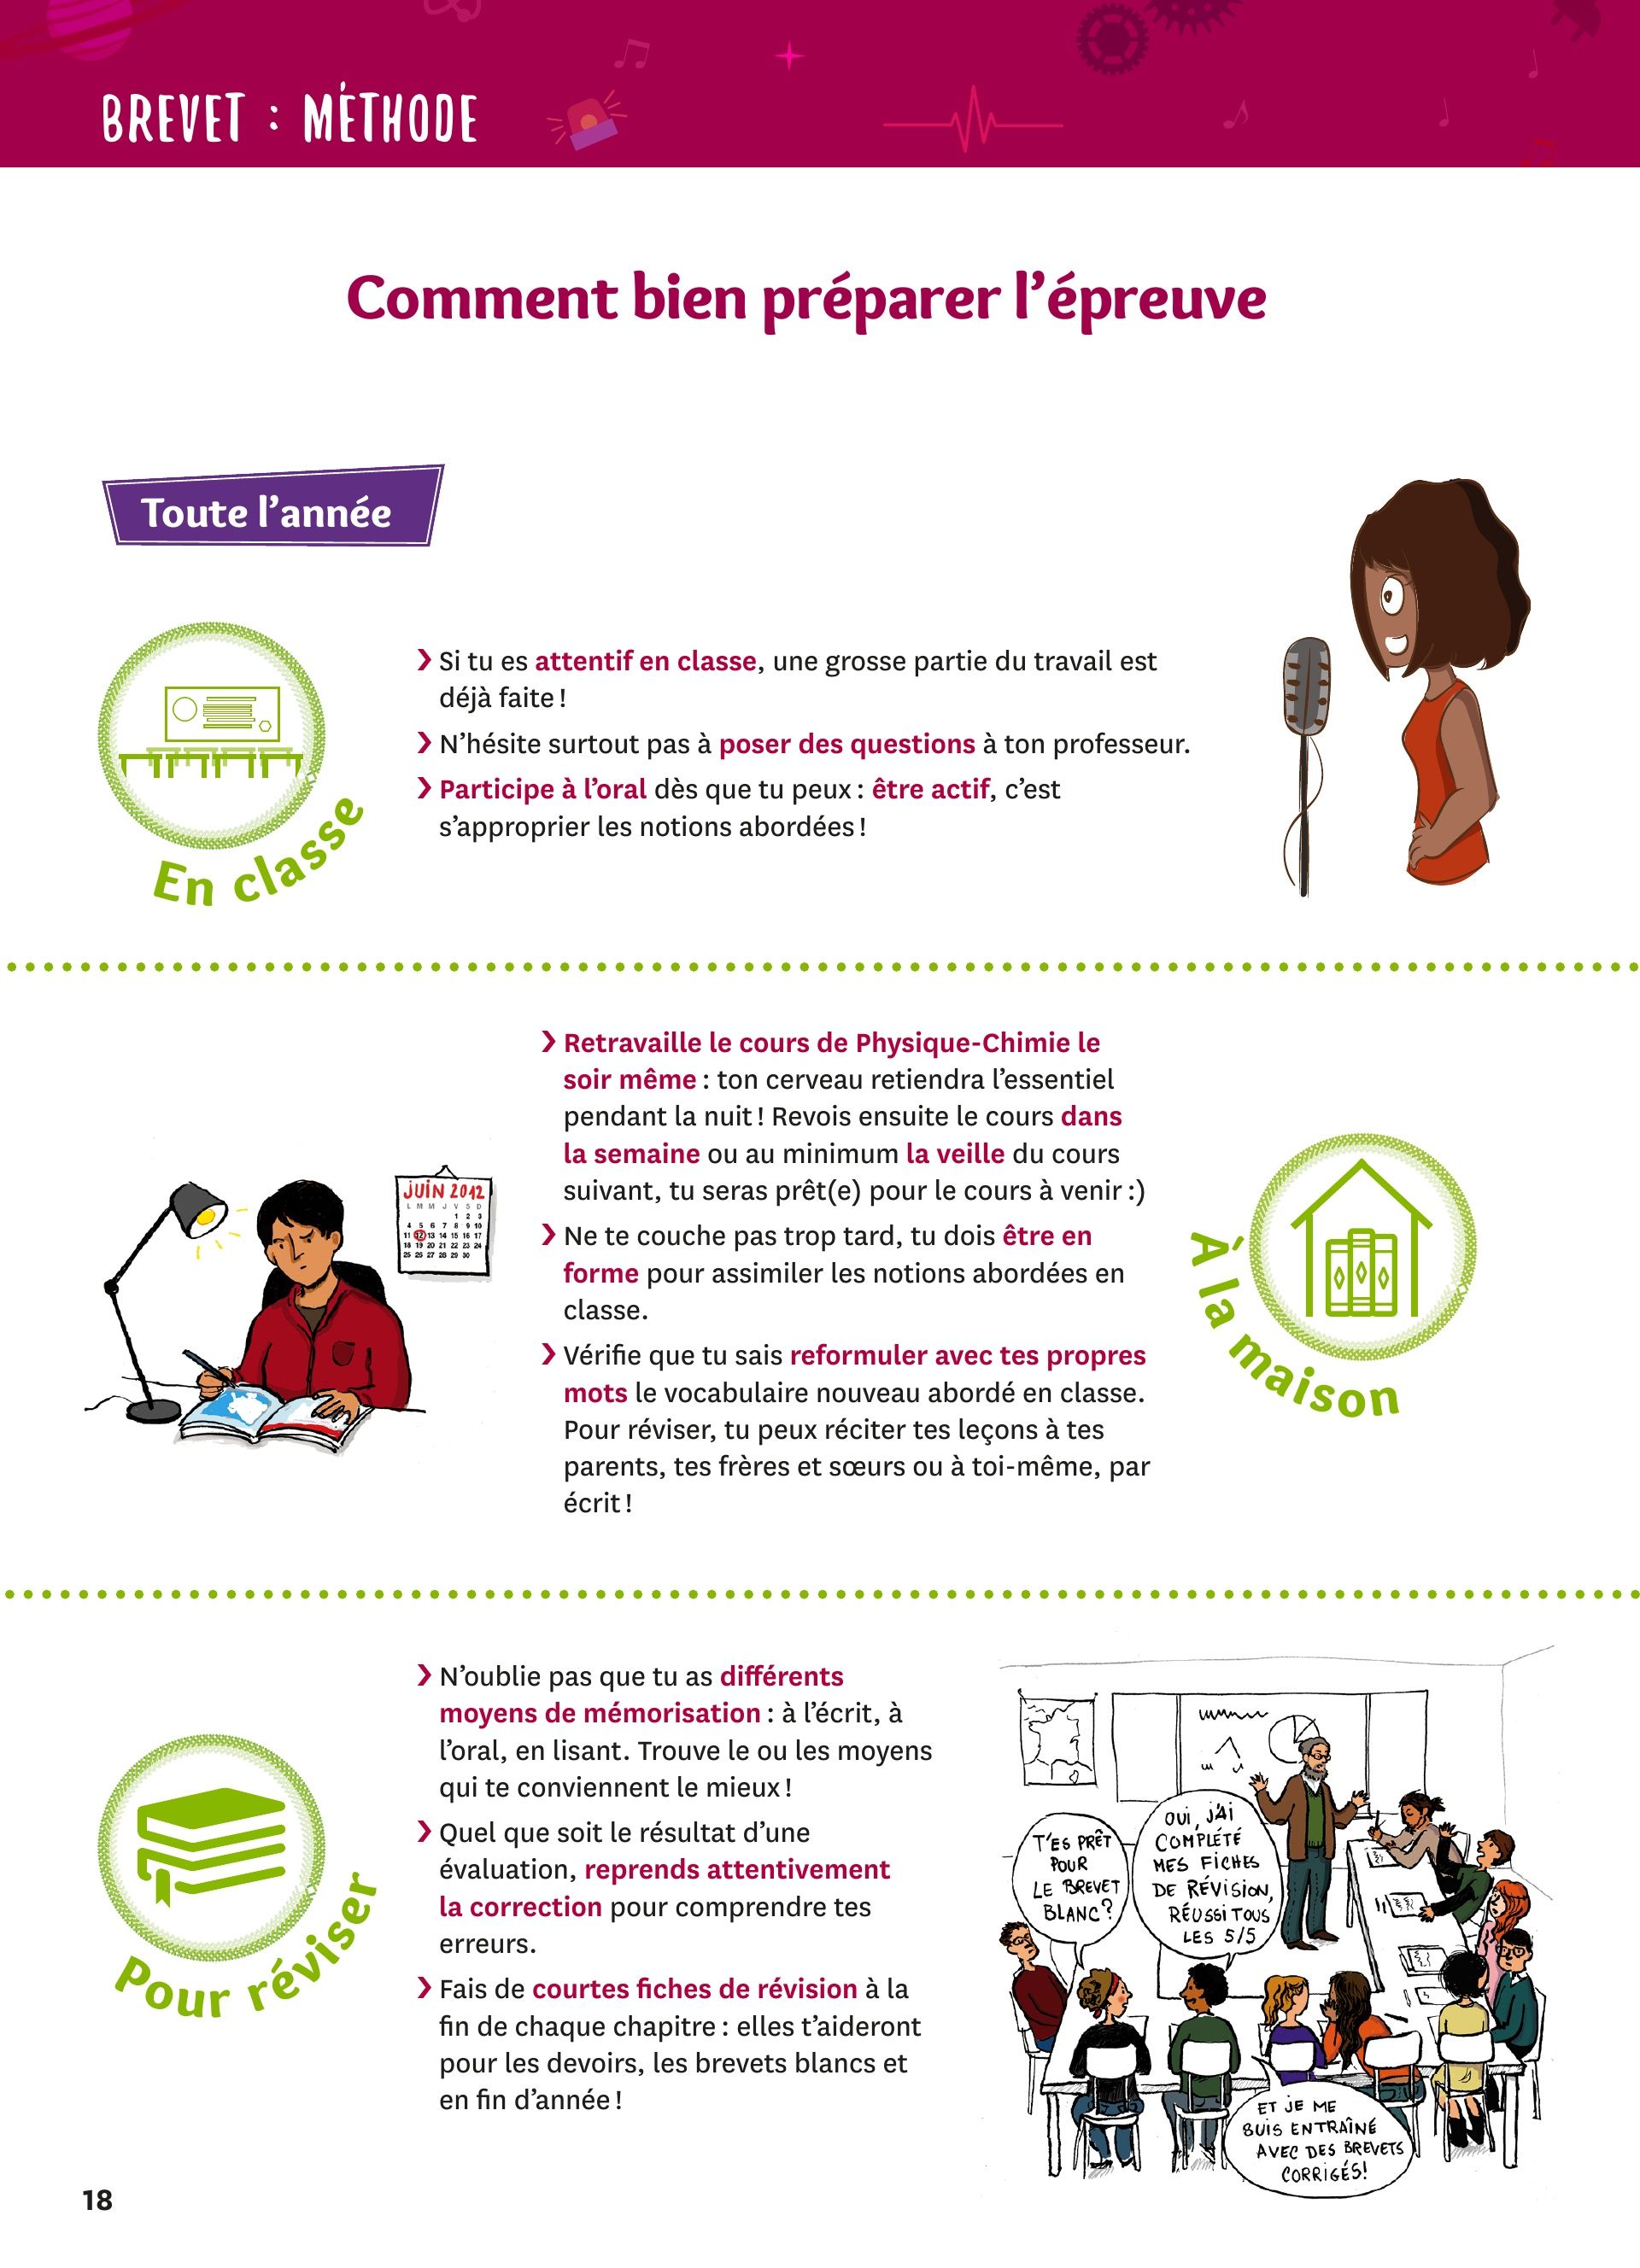 BREVET : MÉTHODE
Comment bien préparer l’épreuve
Toute l’année
En classe
❯ Si tu es attentif en classe, une grosse partie du travail est
déjà faite !
❯ N’hésite surtout pas à poser des questions à ton professeur.
❯ Participe à l’oral dès que tu peux : être actif, c’est
s’approprier les notions abordées !
❯ Retravaille le cours de Physique-Chimie le
soir même : ton cerveau retiendra l’essentiel
pendant la nuit ! Revois ensuite le cours dans
la semaine ou au minimum la veille du cours
suivant, tu seras prêt(e) pour le cours à venir :)
❯ Ne te couche pas trop tard, tu dois être en
forme pour assimiler les notions abordées en
classe.
❯ Vérifie que tu sais reformuler avec tes propres
mots le vocabulaire nouveau abordé en classe.
Pour réviser, tu peux réciter tes leçons à tes
parents, tes frères et sœurs ou à toi-même, par
écrit !
À la maison
JUIN 2012
L M M J V S D
1 2 3
4 5 6 7 8 9 10
11 12 13 14 15 16 17
18 19 20 21 22 23 24
25 26 27 28 29 30
Pour réviser
❯ N’oublie pas que tu as différents
moyens de mémorisation : à l’écrit, à
l’oral, en lisant. Trouve le ou les moyens
qui te conviennent le mieux !
❯ Quel que soit le résultat d’une
évaluation, reprends attentivement
la correction pour comprendre tes
erreurs.
❯ Fais de courtes fiches de révision à la
fin de chaque chapitre : elles t’aideront
pour les devoirs, les brevets blancs et
en fin d’année !
T'ES PRÊT
POUR
LE BREVET
BLANC ?
OUI, J'AI
COMPLÉTÉ
MES FICHES
DE RÉVISION,
RÉUSSI TOUS
LES 5/5
ET JE ME
SUIS ENTRAÎNÉ
AVEC DES BREVETS
CORRIGÉS!
18